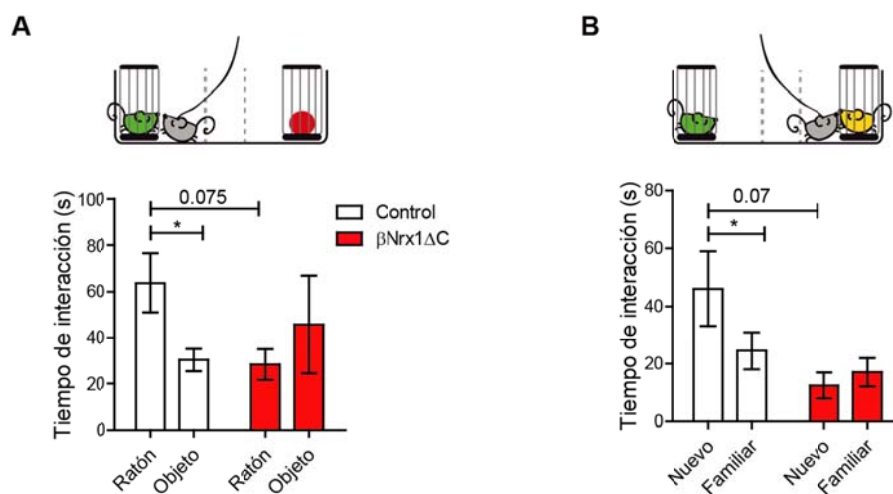 A
Tiempo de interacción (s)
100
80
60
40
20
0
0.075
*
Control
βNrx1ΔC
Ratón
Objeto
Ratón
Objeto
B
Tiempo de interacción (s)
80
60
40
20
0
0.07
*
Nuevo
Familiar
Nuevo
Familiar